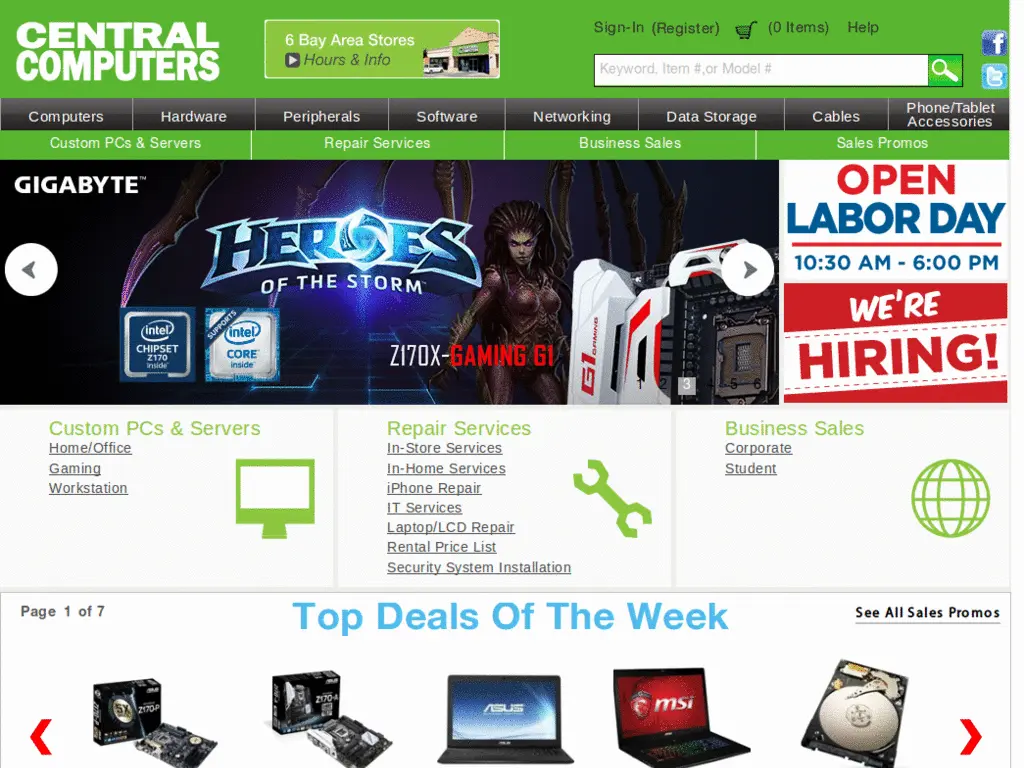 CENTRAL
COMPUTERS
6 Bay Area Stores
Hours & Info
Sign-In (Register) (0 Items) Help
Keyword. Item #,or Model #
Computers Hardware Peripherals Software Networking Data Storage Cables Phone/Tablet
Accessories
Custom PCs & Servers Repair Services Business Sales Sales Promos
GIGABYTE™
HEROES
OF THE STORM™
intel
CHIPSET
Z170
inside™
SUPPORTS
intel
CORE™
inside™
Z170X-GAMING G1
G1 GAMING
1 2 3 4 5 6
OPEN
LABOR DAY
10:30 AM - 6:00 PM
WE'RE
HIRING!
Custom PCs & Servers
Home/Office
Gaming
Workstation
Repair Services
In-Store Services
In-Home Services
iPhone Repair
IT Services
Laptop/LCD Repair
Rental Price List
Security System Installation
Business Sales
Corporate
Student
Page 1 of 7
Top Deals Of The Week
See All Sales Promos
Z170-P
5X
Z170-A
ASUS
msi